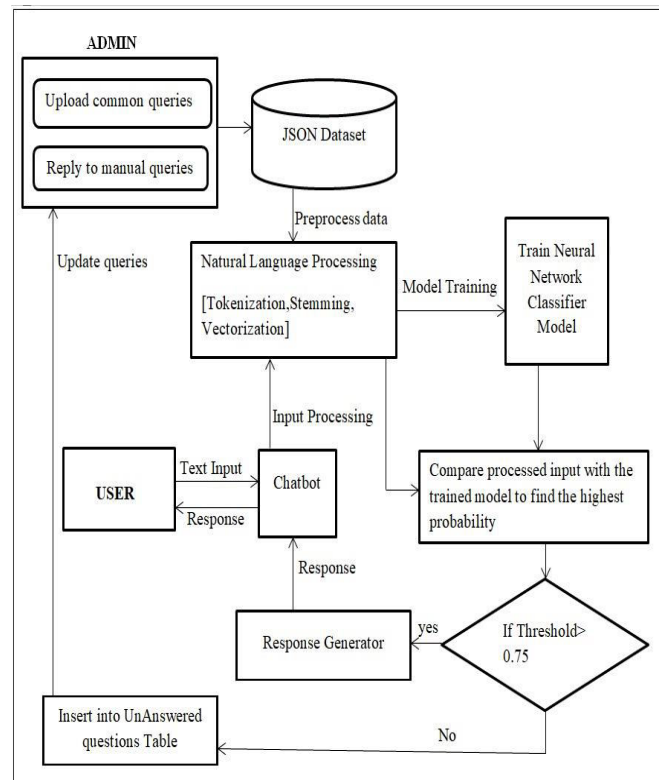 ADMIN
Upload common queries
Reply to manual queries
JSON Dataset
Preprocess data
Update queries
Natural Language Processing
[Tokenization,Stemming,
Vectorization]
Model Training
Train Neural
Network
Classifier
Model
Input Processing
USER
Text Input
Response
Chatbot
Compare processed input with the
trained model to find the highest
probability
Response
Response Generator
yes
If Threshold>
0.75
No
Insert into UnAnswered
questions Table